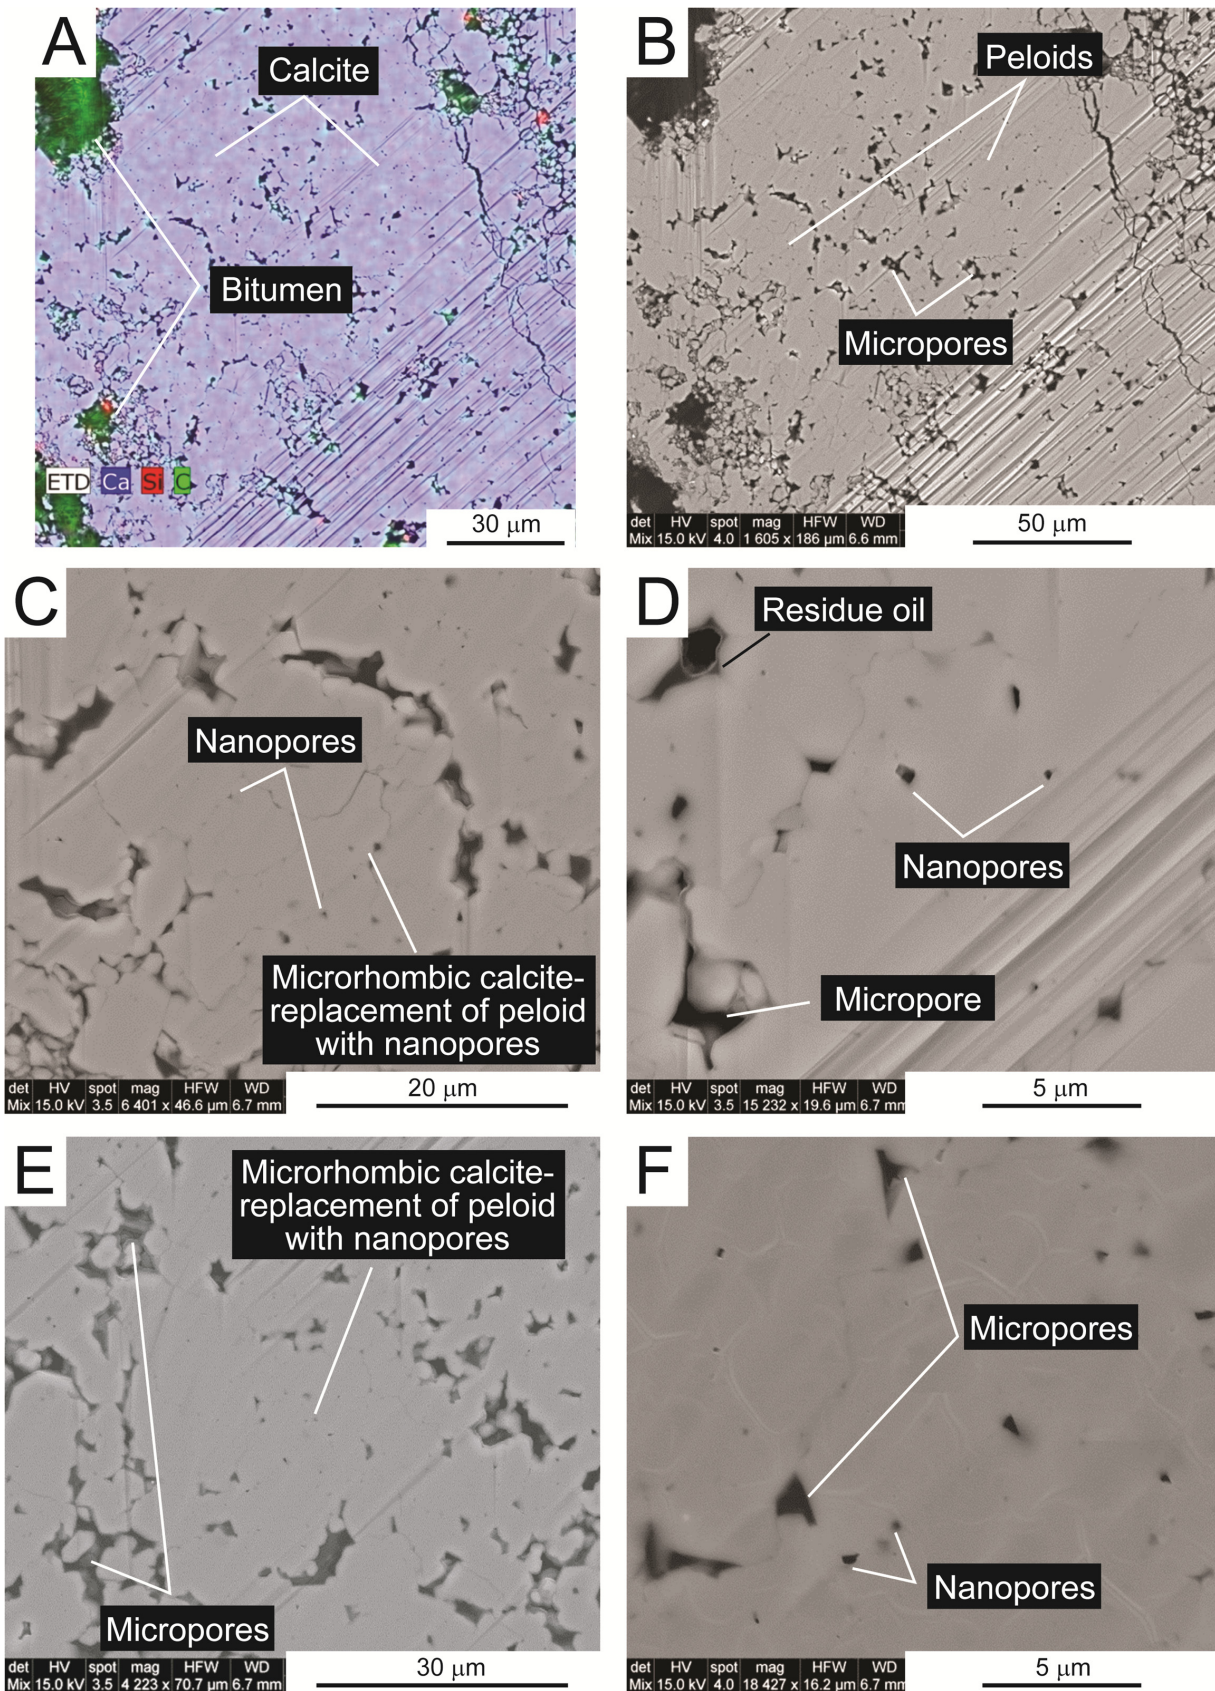 A
Calcite
Bitumen
ETD Ca Si C
30 µm
B
Peloids
Micropores
det HV spot mag HFW WD
Mix 15.0 kV 4.0 1 605 x 186 µm 6.6 mm
50 µm
C
Nanopores
Microrhombic calcite-
replacement of peloid
with nanopores
det HV spot mag HFW WD
Mix 15.0 kV 3.5 6 401 x 46.6 µm 6.7 mm
20 µm
D
Residue oil
Nanopores
Micropore
det HV spot mag HFW WD
Mix 15.0 kV 3.5 15 232 x 19.6 µm 6.7 mm
5 µm
E
Microrhombic calcite-
replacement of peloid
with nanopores
Micropores
det HV spot mag HFW WD
Mix 15.0 kV 3.5 4 223 x 70.7 µm 6.7 mm
30 µm
F
Micropores
Nanopores
det HV spot mag HFW WD
Mix 15.0 kV 4.0 18 427 x 16.2 µm 6.7 mm
5 µm